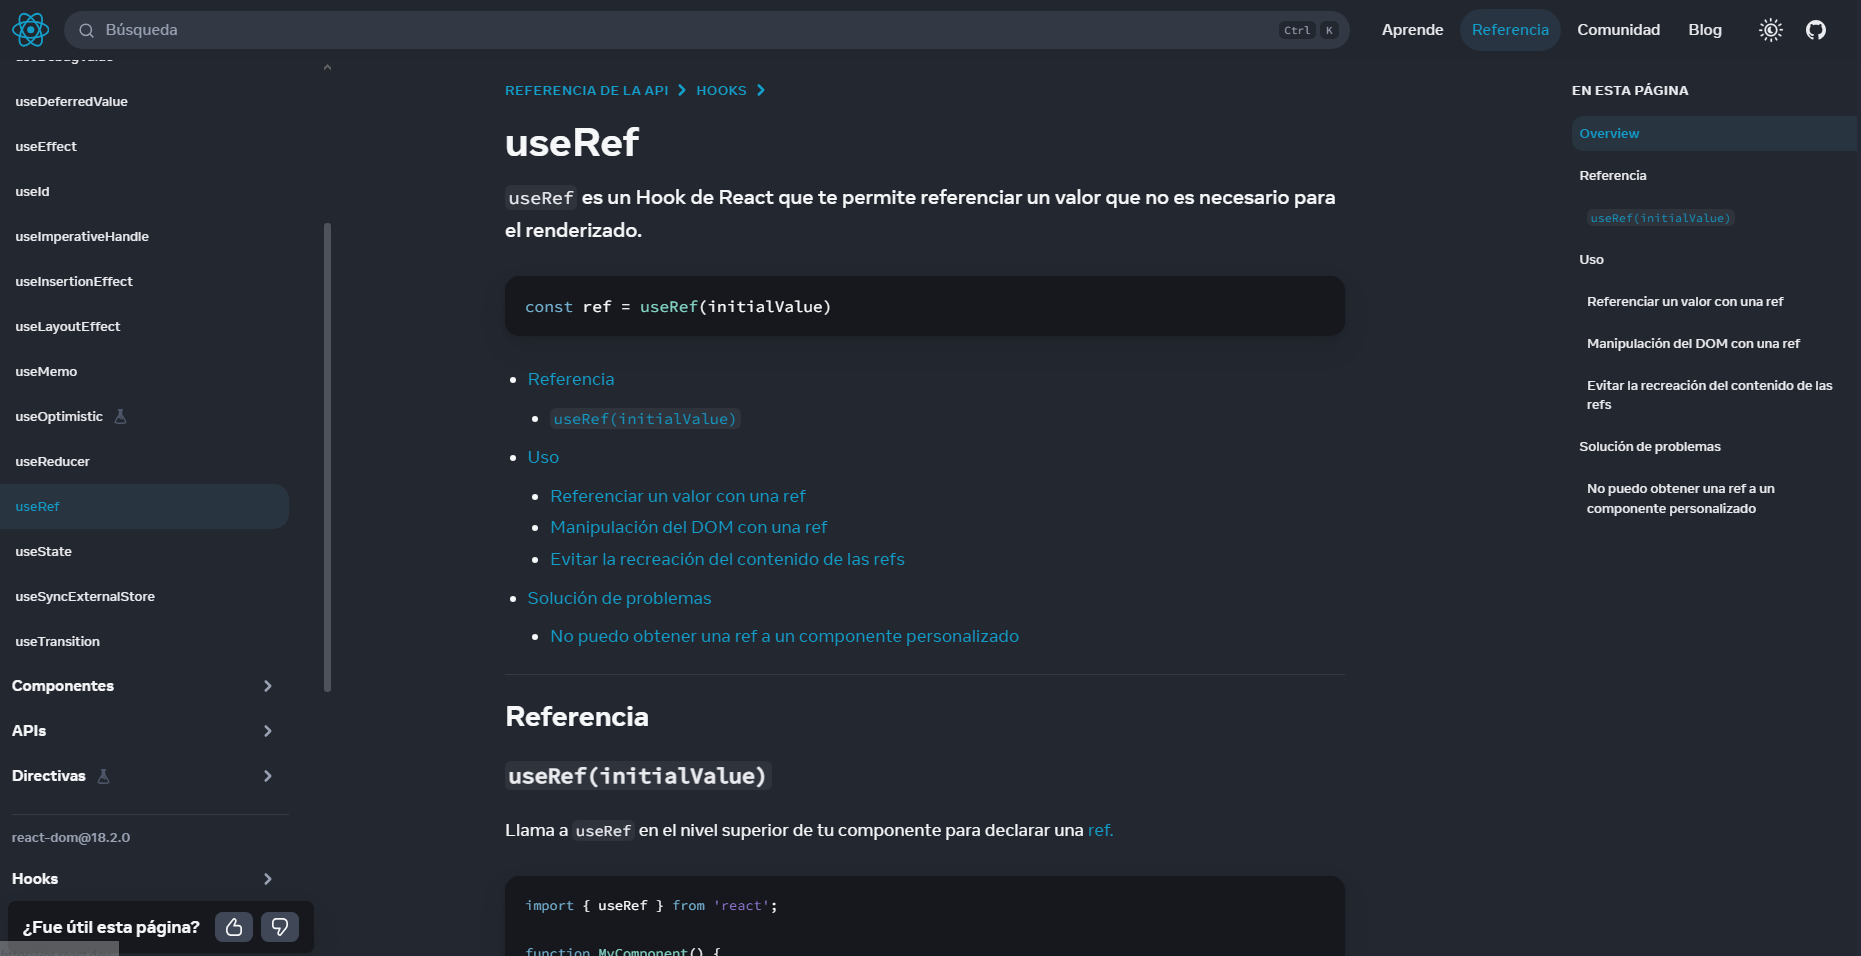 Búsqueda
Ctrl K
Aprende
Referencia
Comunidad
Blog
useDebugValue
useDeferredValue
useEffect
useId
useImperativeHandle
useInsertionEffect
useLayoutEffect
useMemo
useOptimistic
useReducer
useRef
useState
useSyncExternalStore
useTransition
Componentes
APIs
Directivas
react-dom@18.2.0
Hooks
¿Fue útil esta página?
REFERENCIA DE LA API
HOOKS
useRef
useRef es un Hook de React que te permite referenciar un valor que no es necesario para
el renderizado.
const ref = useRef(initialValue)
Referencia
useRef(initialValue)
Uso
Referenciar un valor con una ref
Manipulación del DOM con una ref
Evitar la recreación del contenido de las refs
Solución de problemas
No puedo obtener una ref a un componente personalizado
Referencia
useRef(initialValue)
Llama a useRef en el nivel superior de tu componente para declarar una ref.
import { useRef } from 'react';
function MyComponent() {
EN ESTA PÁGINA
Overview
Referencia
useRef(initialValue)
Uso
Referenciar un valor con una ref
Manipulación del DOM con una ref
Evitar la recreación del contenido de las
refs
Solución de problemas
No puedo obtener una ref a un
componente personalizado